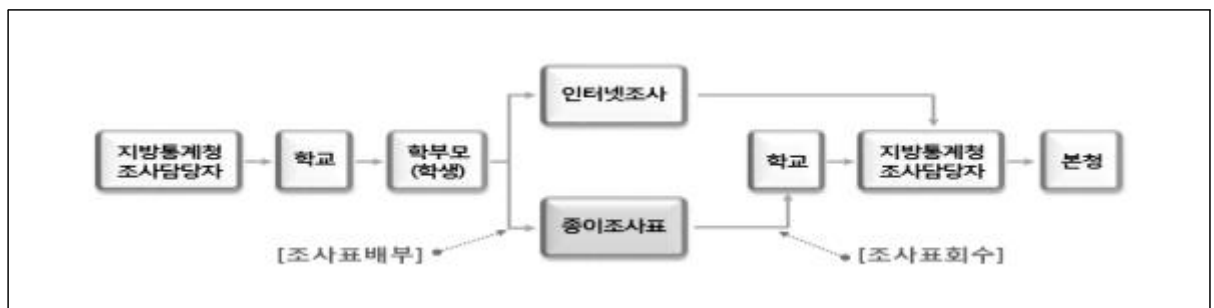 인터넷조사
지방통계청
조사담당자
학교
학부모
(학생)
학교
지방통계청
조사담당자
본청
종이조사표
[조사표배부]
[조사표회수]